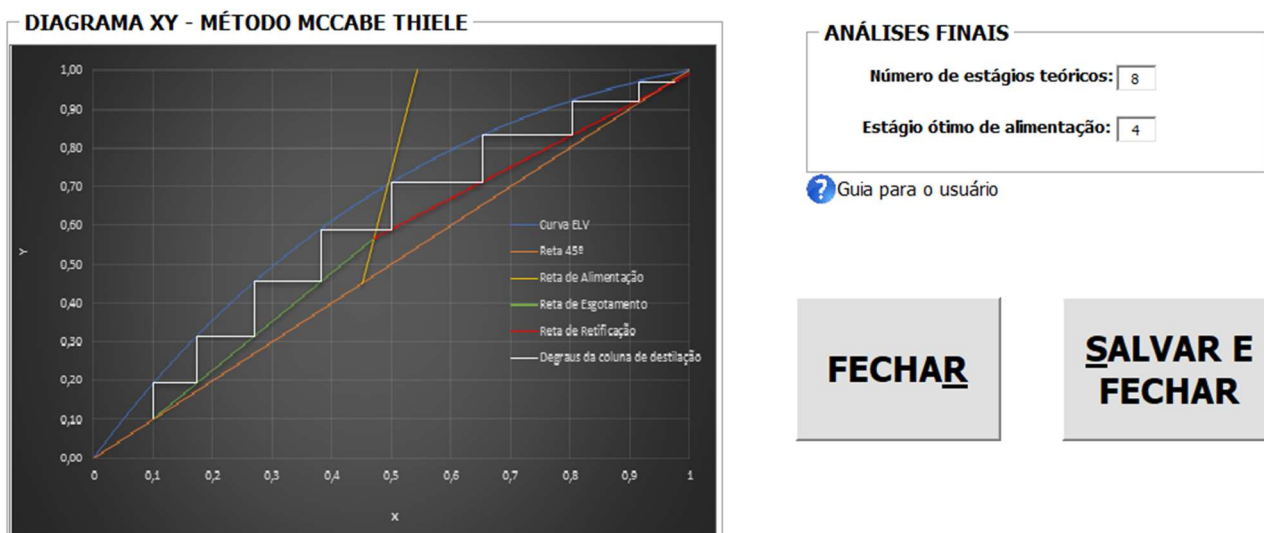 DIAGRAMA XY - MÉTODO MCCABE THIELE
1,00
0,90
0,80
0,70
0,60
0,50
0,40
0,30
0,20
0,10
0,00
Y
0 0,1 0,2 0,3 0,4 0,5 0,6 0,7 0,8 0,9 1
X
Curva ELV
Reta 45º
Reta de Alimentação
Reta de Esgotamento
Reta de Retificação
Degraus da coluna de destilação
ANÁLISES FINAIS
Número de estágios teóricos: 8
Estágio ótimo de alimentação: 4
? Guia para o usuário
FECHAR
SALVAR E
FECHAR